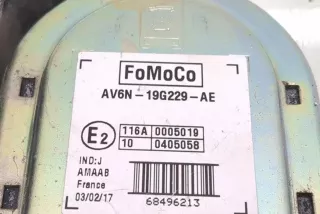 FoMoCo
AV6N-19G229-AE
E2 116A 0005019
10 0405058
IND:J
AMAAB
France
03/02/17
68496213